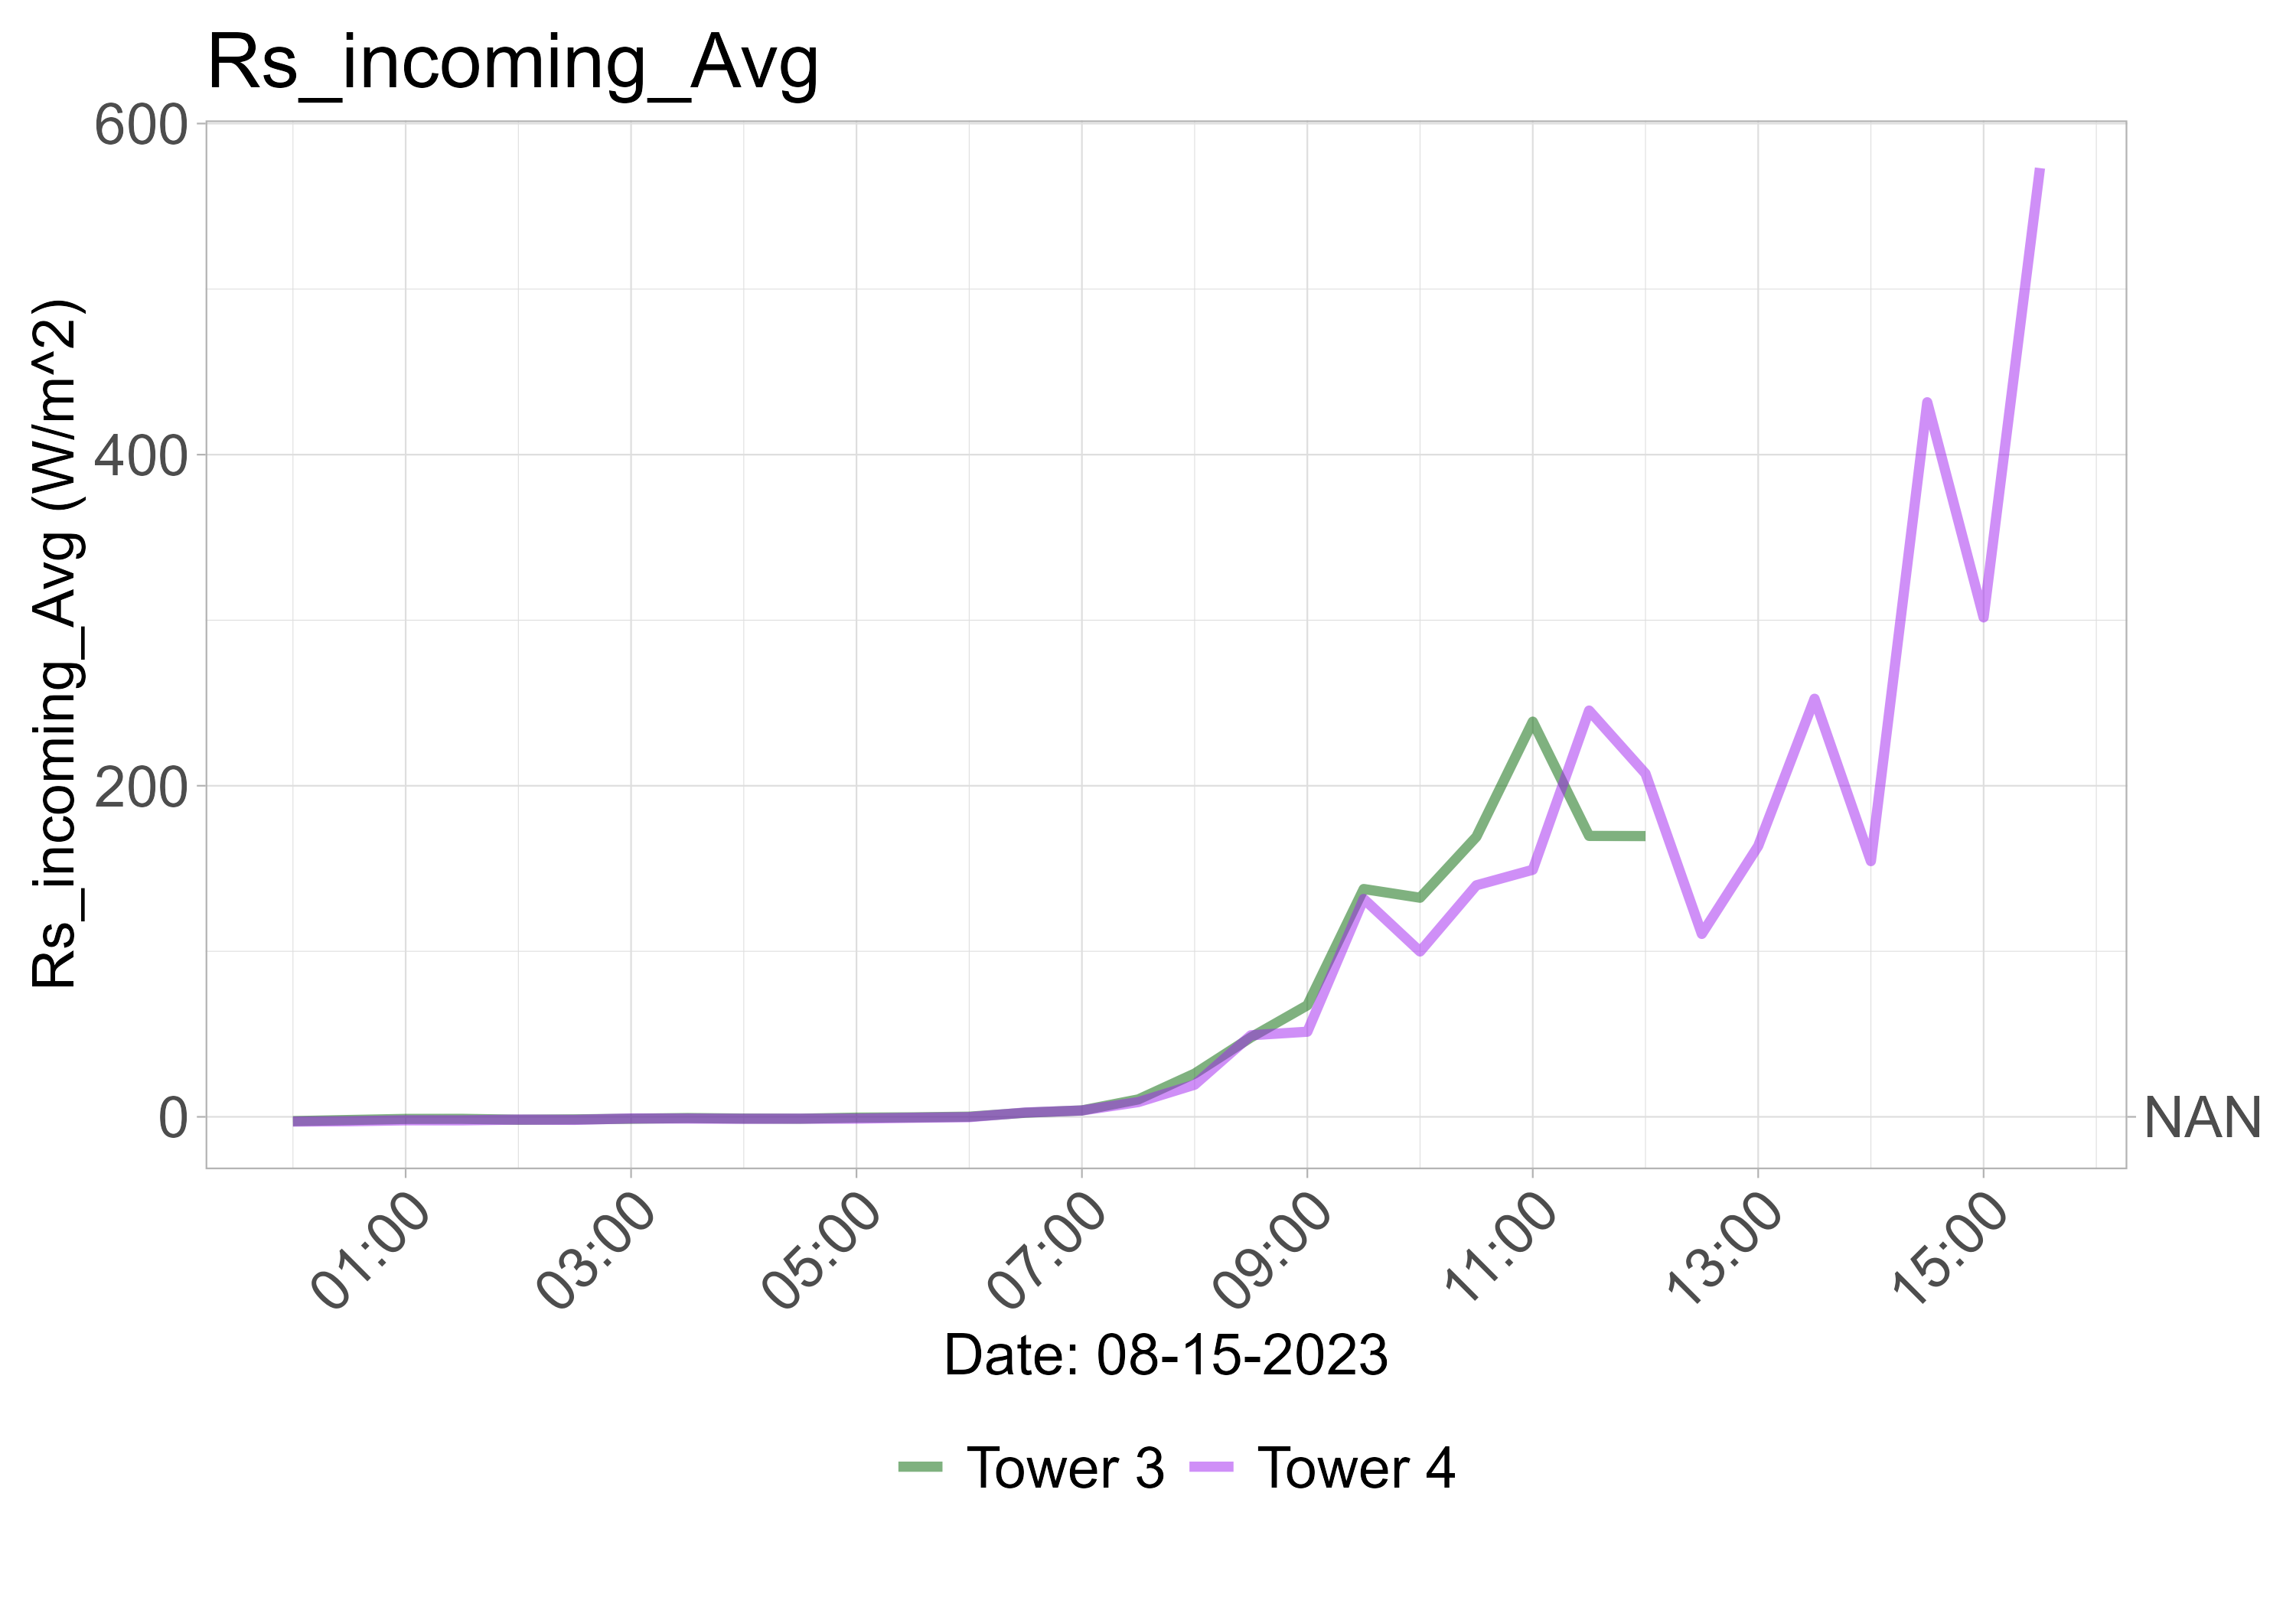 Rs_incoming_Avg
Rs_incoming_Avg (W/m^2)
600
400
200
0
NAN
01:00
03:00
05:00
07:00
09:00
11:00
13:00
15:00
Date: 08-15-2023
Tower 3
Tower 4